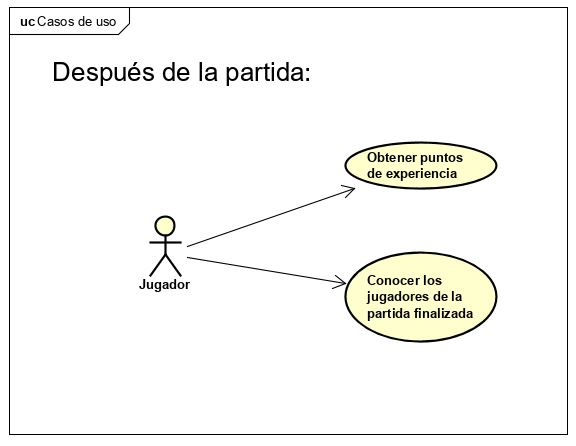 uc Casos de uso
Después de la partida:
Obtener puntos
de experiencia
Jugador
Conocer los
jugadores de la
partida finalizada